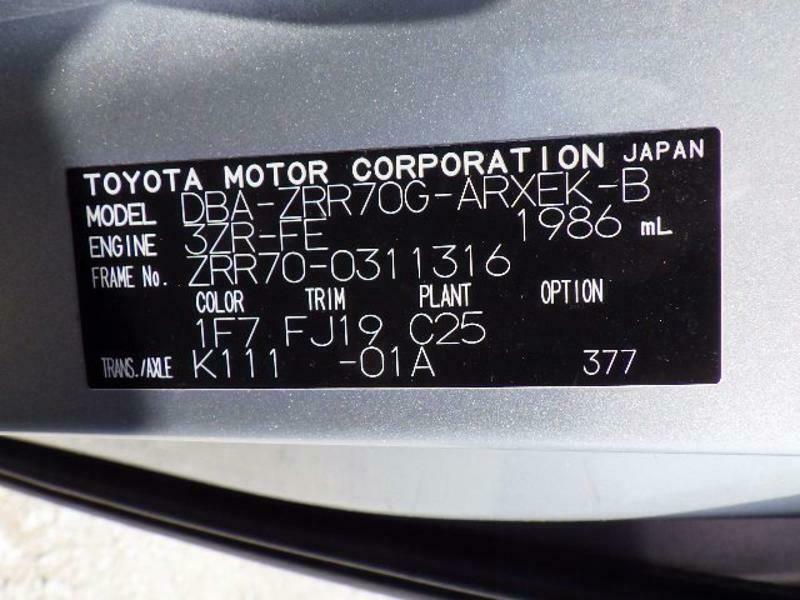 TOYOTA MOTOR CORPORATION JAPAN
MODEL DBA-ZRR70G-ARXEK-B
ENGINE 3ZR-FE 1986 mL
FRAME No. ZRR70-0311316
COLOR TRIM PLANT OPTION
1F7 FJ19 C25
TRANS./AXLE K111 -01A 377